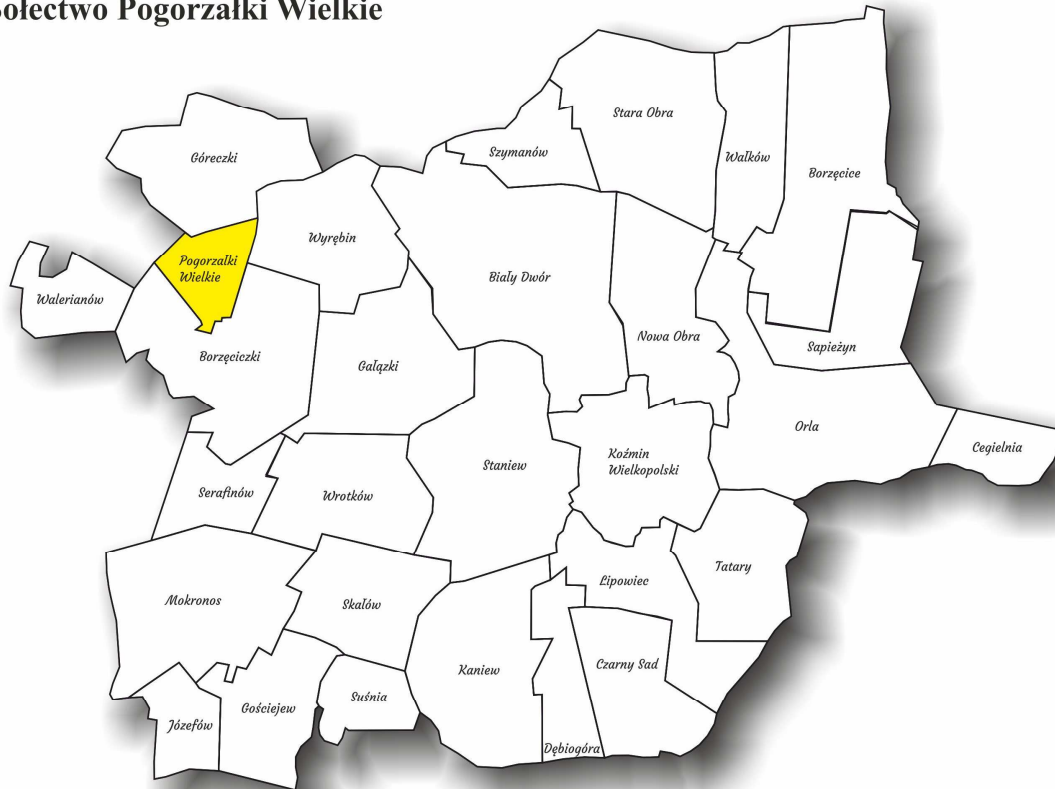 ołectwo Pogorzałki Wielkie
Stara Obra
Szymanów
Wałków
Góreczki
Borzęcice
Wyrębin
Pogorzałki
Wielkie
Biały Dwór
Walerianów
Nowa Obra
Sapieżyn
Borzęciczki
Gałązki
Orla
Cegielnia
Koźmin
Wielkopolski
Staniew
Serafinów
Wrotków
Tatary
Lipowiec
Mokronos
Skałów
Czarny Sad
Kaniew
Suśnia
Gościejew
Józefów
Dębiogóra